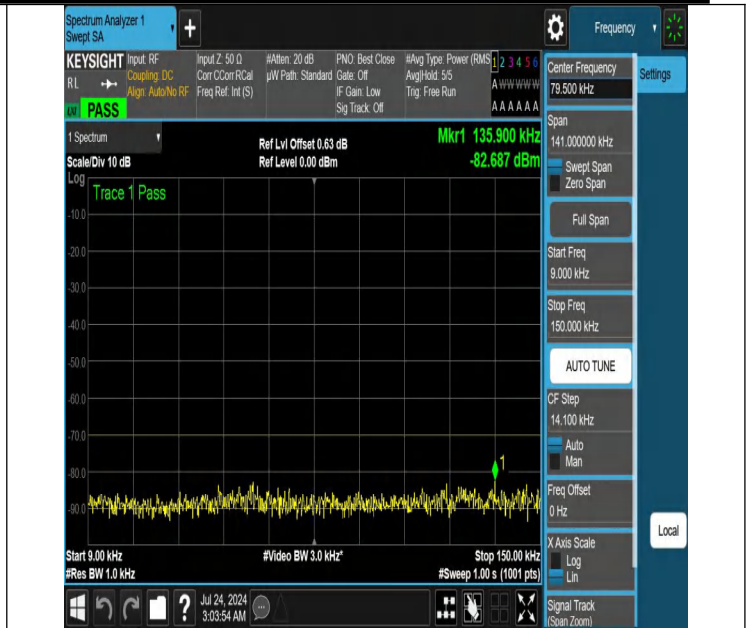 Spectrum Analyzer 1
Swept SA
+
Frequency
KEYSIGHT
RL
PASS
Input: RF
Coupling: DC
Align: Auto/No RF
Input Z: 50 Ω
Corr CCorr RCal
Freq Ref: Int (S)
#Atten: 20 dB
µW Path: Standard
PNO: Best Close
Gate: Off
IF Gain: Low
Sig Track: Off
#Avg Type: Power (RMS)
Avg|Hold: 5/5
Trig: Free Run
1 2 3 4 5 6
A W W W W W
A A A A A A
Center Frequency
79.500 kHz
Settings
Span
141.000000 kHz
Swept Span
Zero Span
Full Span
Start Freq
9.000 kHz
Stop Freq
150.000 kHz
AUTO TUNE
CF Step
14.100 kHz
Auto
Man
Freq Offset
0 Hz
X Axis Scale
Log
Lin
Signal Track
(Span Zoom)
Local
1 Spectrum
Scale/Div 10 dB
Ref Lvl Offset 0.63 dB
Ref Level 0.00 dBm
Mkr1 135.900 kHz
-82.687 dBm
Log
Trace 1 Pass
-10.0
-20.0
-30.0
-40.0
-50.0
-60.0
-70.0
-80.0
-90.0
1
Start 9.00 kHz
#Res BW 1.0 kHz
#Video BW 3.0 kHz*
Stop 150.00 kHz
#Sweep 1.00 s (1001 pts)
?
Jul 24, 2024
3:03:54 AM